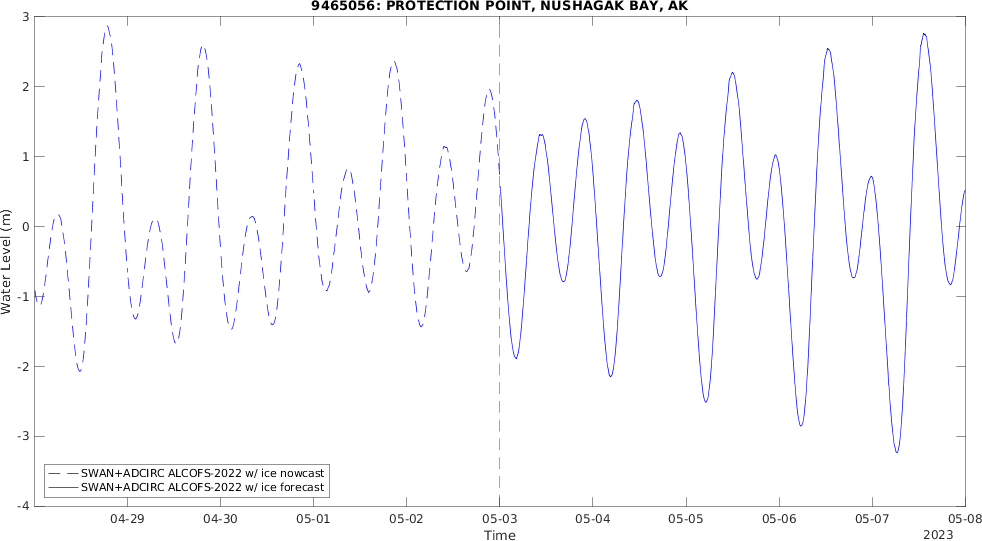 9465056: PROTECTION POINT, NUSHAGAK BAY, AK
3
2
1
0
-1
-2
-3
-4
Water Level (m)
SWAN+ADCIRC ALCOFS-2022 w/ ice nowcast
SWAN+ADCIRC ALCOFS-2022 w/ ice forecast
04-29 04-30 05-01 05-02 05-03 05-04 05-05 05-06 05-07 05-08
Time
2023